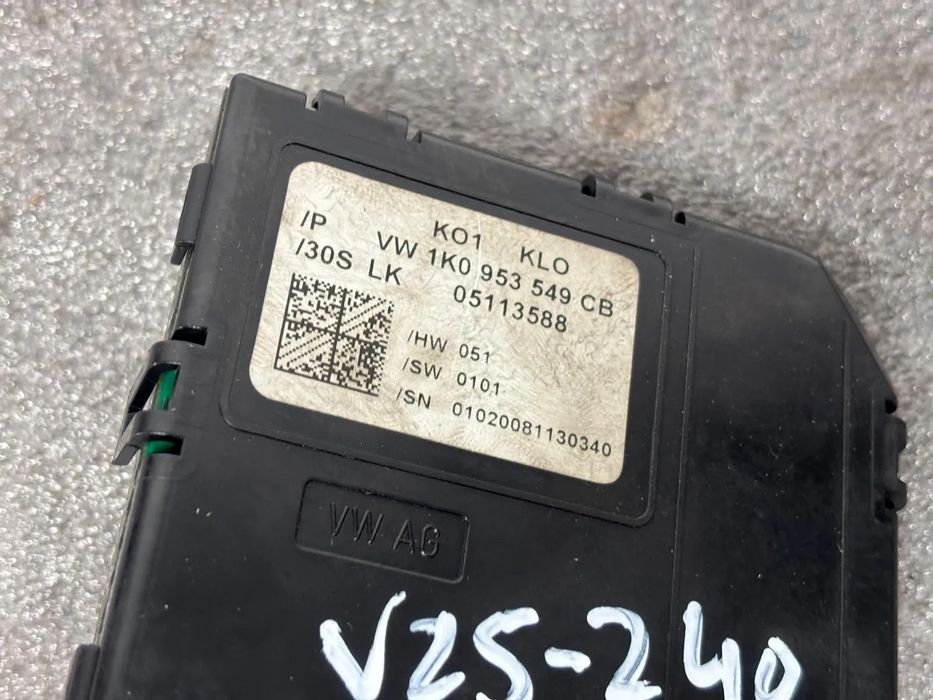 KO1 KLO
/P VW 1K0 953 549 CB
/30S LK 05113588
/HW 051
/SW 0101
/SN 01020081130340
VW AG
V25-240